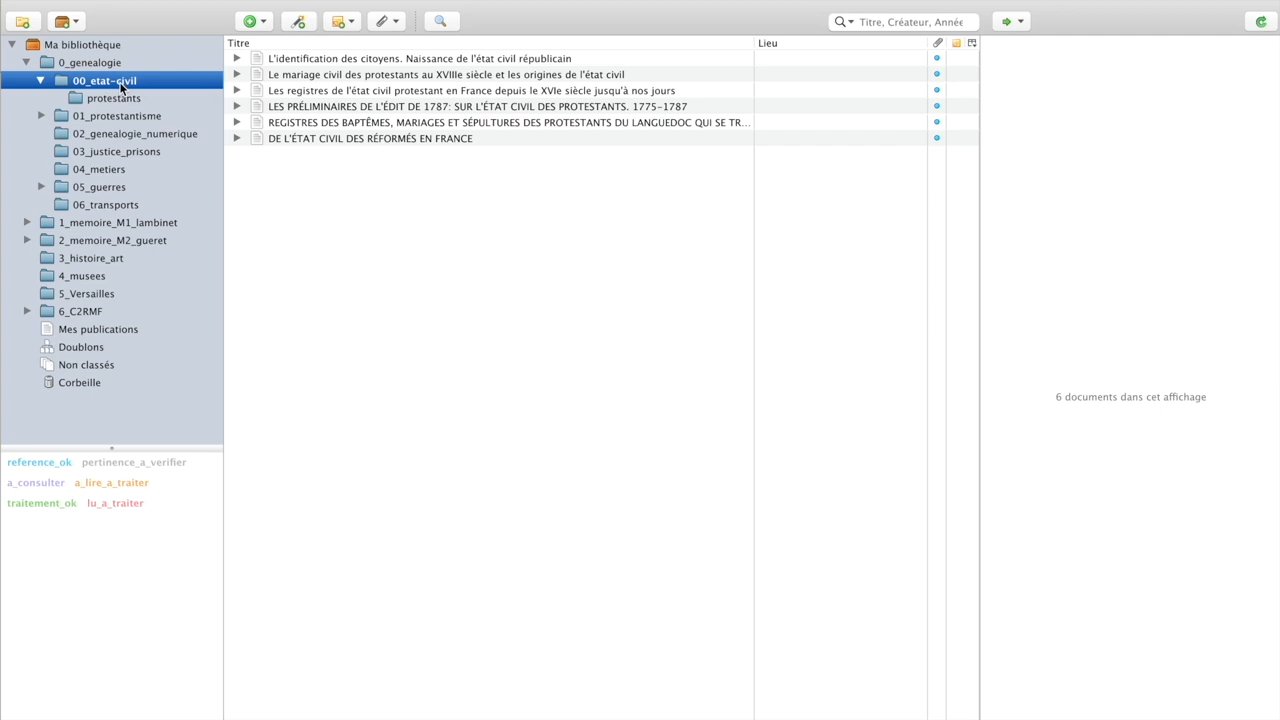 Titre, Créateur, Année
Ma bibliothèque
0_genealogie
00_etat-civil
protestants
01_protestantisme
02_genealogie_numerique
03_justice_prisons
04_metiers
05_guerres
06_transports
1_memoire_M1_lambinet
2_memoire_M2_gueret
3_histoire_art
4_musees
5_Versailles
6_C2RMF
Mes publications
Doublons
Non classés
Corbeille
reference_ok pertinence_a_verifier
a_consulter a_lire_a_traiter
traitement_ok lu_a_traiter
Titre Lieu
L'identification des citoyens. Naissance de l'état civil républicain
Le mariage civil des protestants au XVIIIe siècle et les origines de l'état civil
Les registres de l'état civil protestant en France depuis le XVIe siècle jusqu'à nos jours
LES PRÉLIMINAIRES DE L'ÉDIT DE 1787: SUR L'ÉTAT CIVIL DES PROTESTANTS. 1775-1787
REGISTRES DES BAPTÊMES, MARIAGES ET SÉPULTURES DES PROTESTANTS DU LANGUEDOC QUI SE TR...
DE L'ÉTAT CIVIL DES RÉFORMÉS EN FRANCE
6 documents dans cet affichage